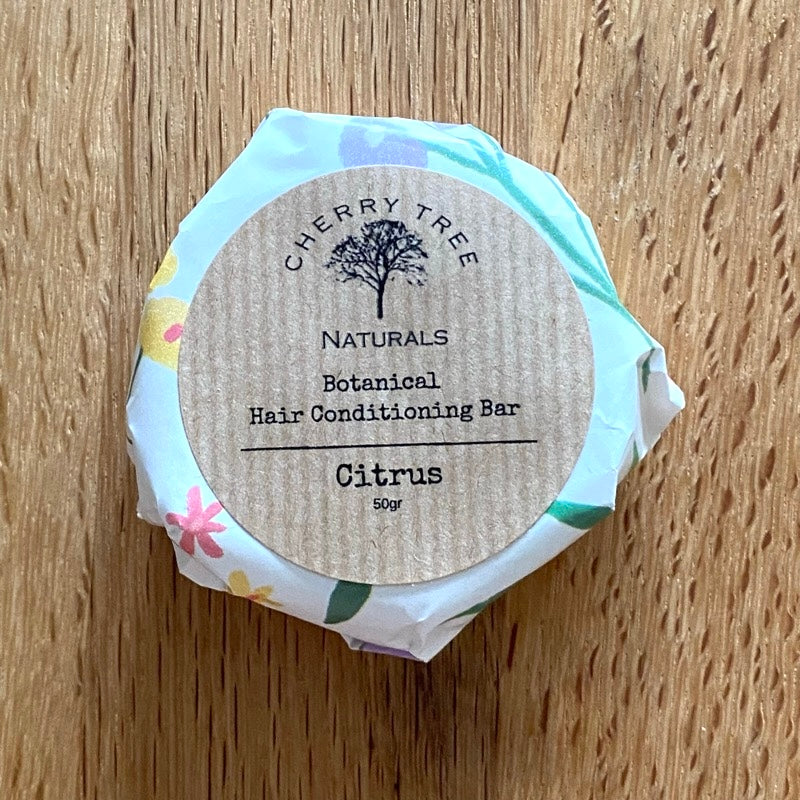 CHERRY TREE
NATURALS
Botanical
Hair Conditioning Bar
Citrus
50gr